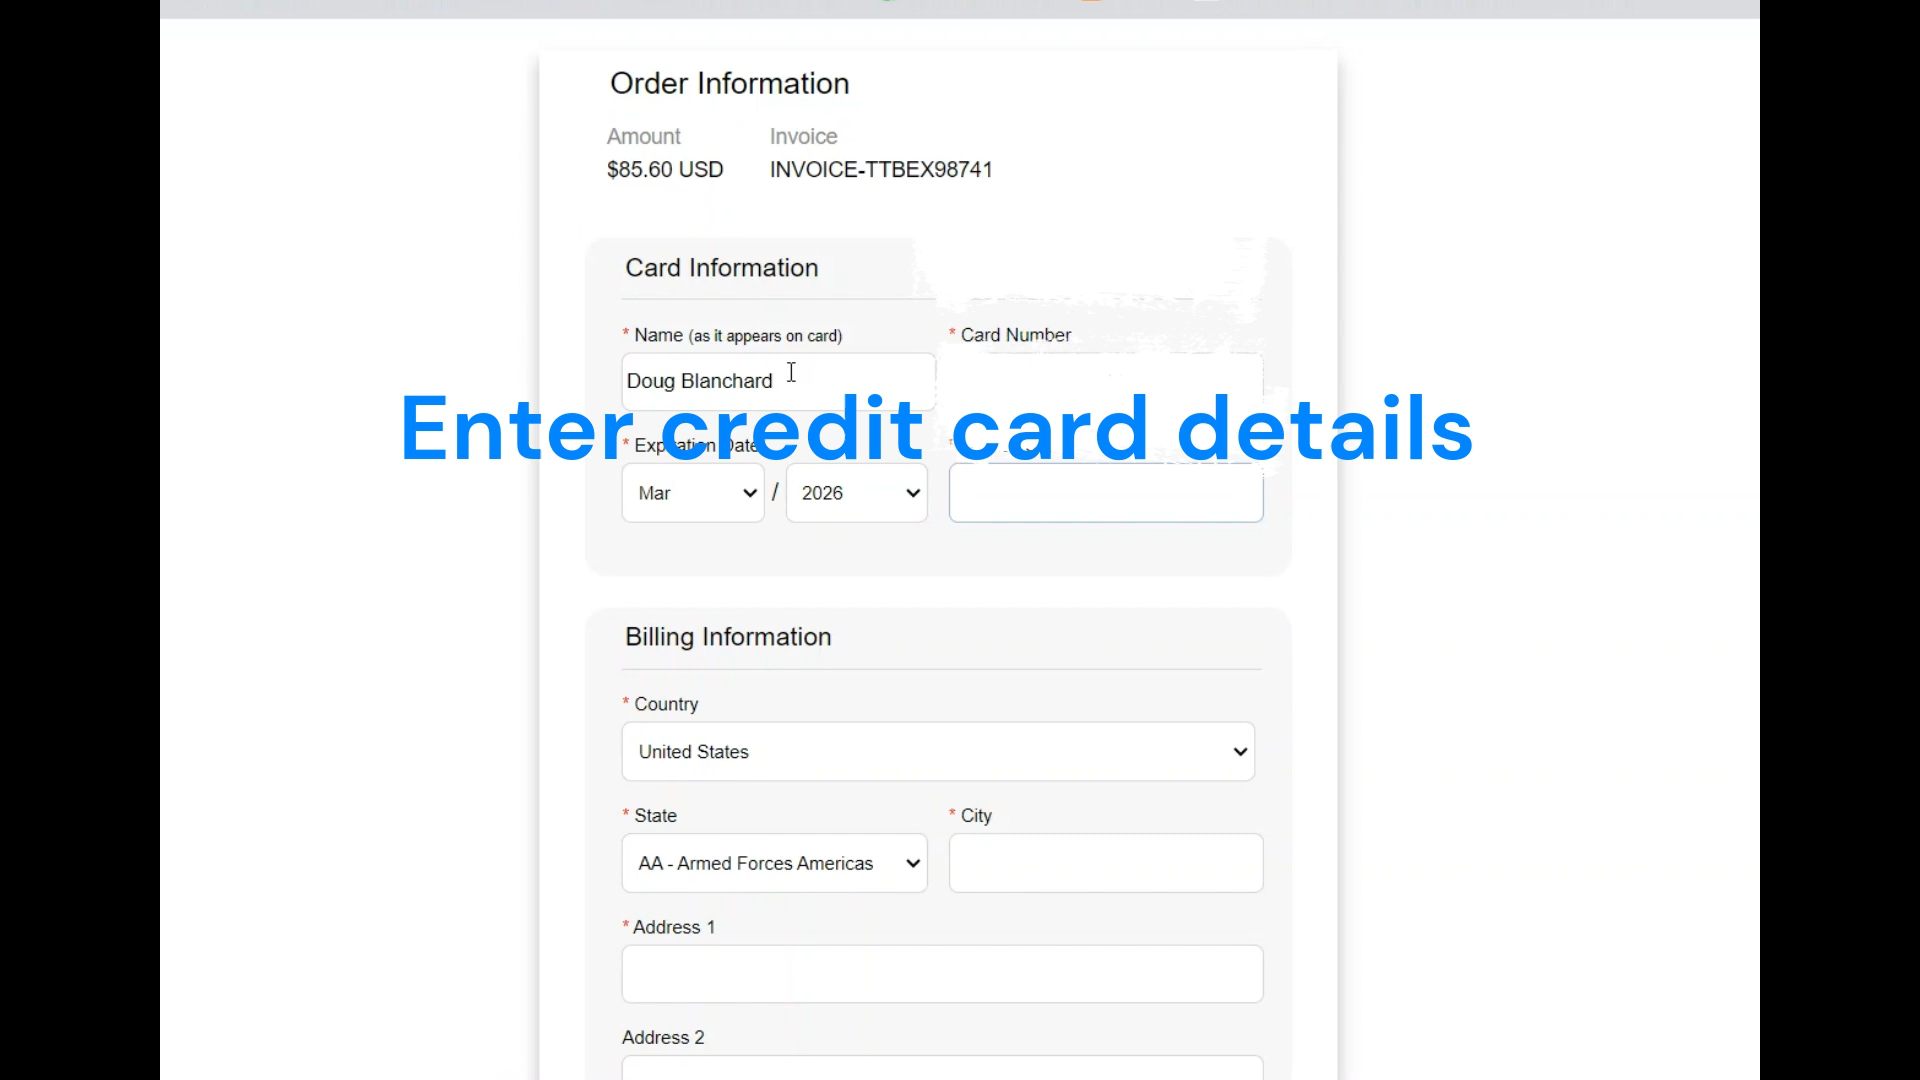 Order Information
Amount Invoice
$85.60 USD INVOICE-TTBEX98741
Card Information
* Name (as it appears on card) * Card Number
Doug Blanchard
Enter credit card details
* Expiration Date
Mar / 2026
Billing Information
* Country
United States
* State * City
AA - Armed Forces Americas
* Address 1
Address 2